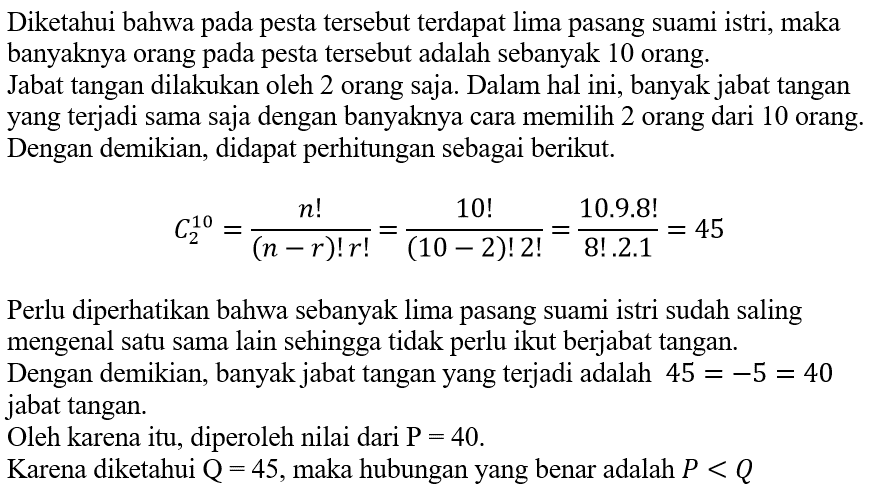 Diketahui bahwa pada pesta tersebut terdapat lima pasang suami istri, maka
banyaknya orang pada pesta tersebut adalah sebanyak 10 orang.
Jabat tangan dilakukan oleh 2 orang saja. Dalam hal ini, banyak jabat tangan
yang terjadi sama saja dengan banyaknya cara memilih 2 orang dari 10 orang.
Dengan demikian, didapat perhitungan sebagai berikut.
C₂¹⁰ = n!/((n − r)! r!) = 10!/((10 − 2)! 2!) = 10.9.8!/(8!.2.1) = 45
Perlu diperhatikan bahwa sebanyak lima pasang suami istri sudah saling
mengenal satu sama lain sehingga tidak perlu ikut berjabat tangan.
Dengan demikian, banyak jabat tangan yang terjadi adalah 45 = −5 = 40
jabat tangan.
Oleh karena itu, diperoleh nilai dari P = 40.
Karena diketahui Q = 45, maka hubungan yang benar adalah P < Q